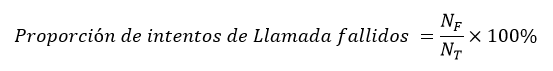 Proporción de intentos de Llamada fallidos = N_F / N_T × 100%